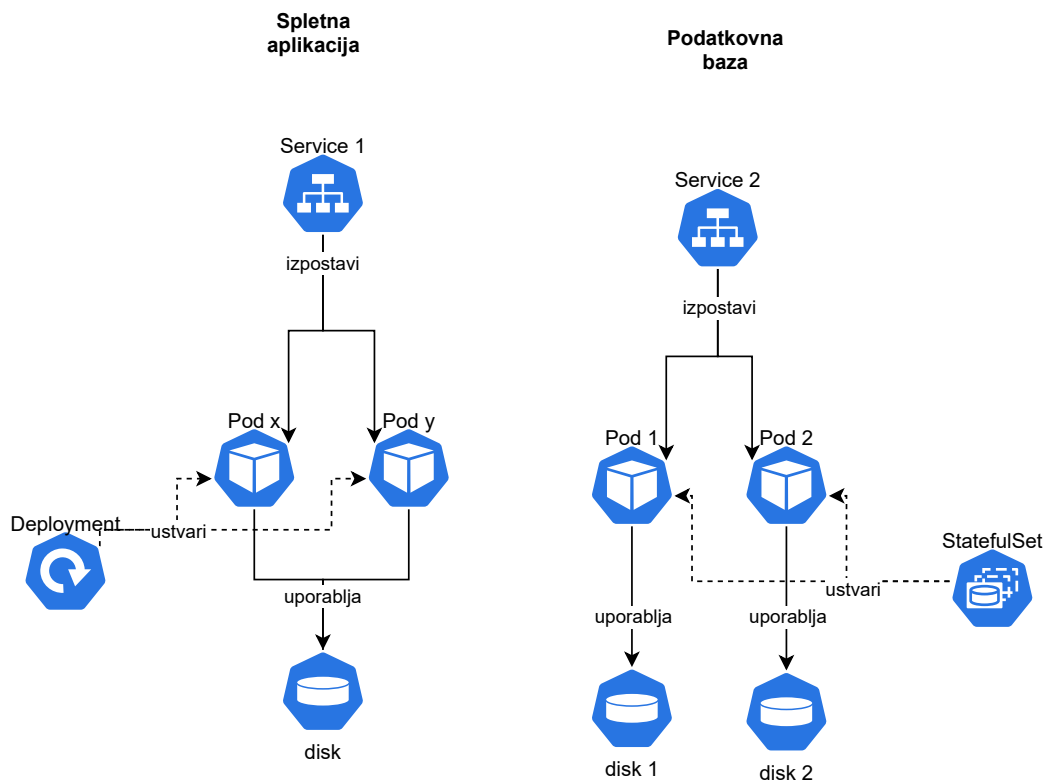 Spletna
aplikacija
Podatkovna
baza
Service 1
izpostavi
Pod x
Pod y
Deployment
ustvari
uporablja
disk
Service 2
izpostavi
Pod 1
Pod 2
StatefulSet
ustvari
uporablja
uporablja
disk 1
disk 2